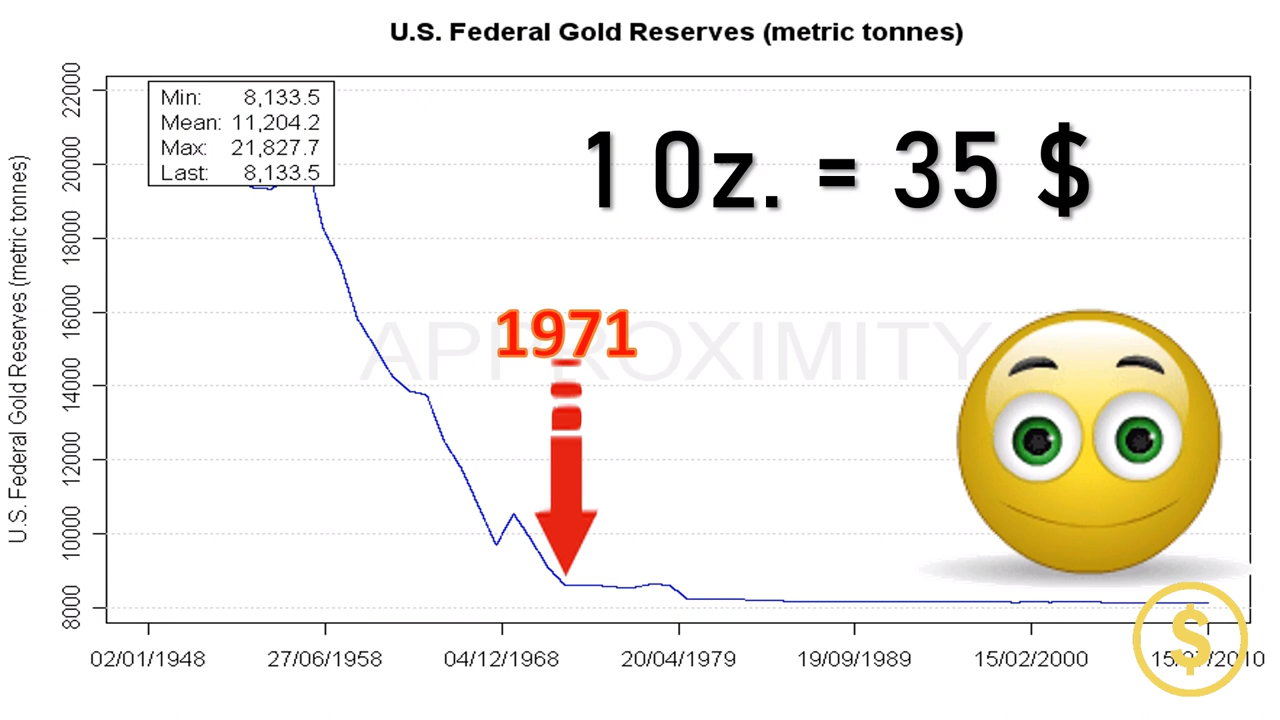 U.S. Federal Gold Reserves (metric tonnes)
U.S. Federal Gold Reserves (metric tonnes)
22000
20000
18000
16000
14000
12000
10000
8000
Min: 8,133.5
Mean: 11,204.2
Max: 21,827.7
Last: 8,133.5
1 Oz. = 35 $
APPROXIMITY
1971
02/01/1948
27/06/1958
04/12/1968
20/04/1979
19/09/1989
15/02/2000
$